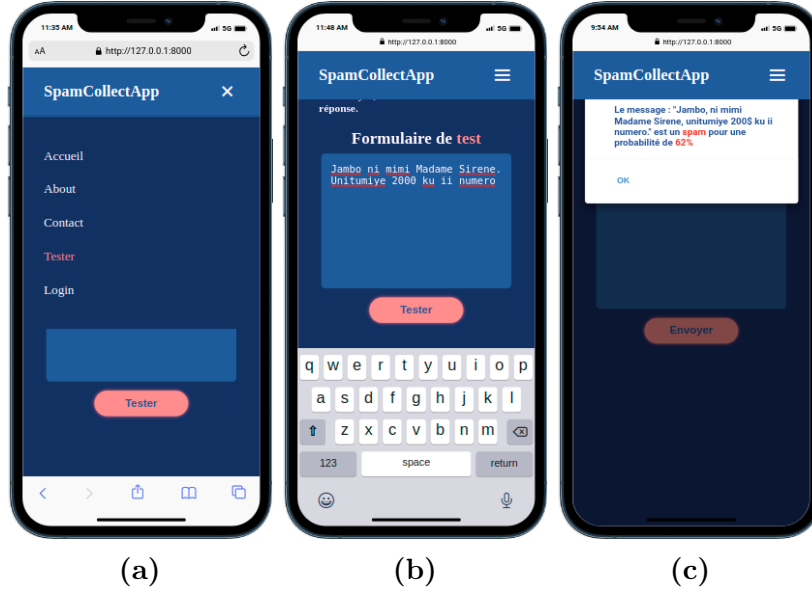 11:35 AM
5G
AA
http://127.0.0.1:8000
SpamCollectApp
×
Accueil
About
Contact
Tester
Login
Tester
(a)
11:48 AM
5G
http://127.0.0.1:8000
SpamCollectApp
réponse.
Formulaire de test
Jambo ni mimi Madame Sirene.
Unitumiye 2000 ku ii numero
Tester
q w e r t y u i o p
a s d f g h j k l
z x c v b n m
123 space return
(b)
9:54 AM
5G
http://127.0.0.1:8000
SpamCollectApp
Le message : "Jambo, ni mimi
Madame Sirene, unitumiye 200$ ku ii
numero." est un spam pour une
probabilité de 62%
OK
Envoyer
(c)